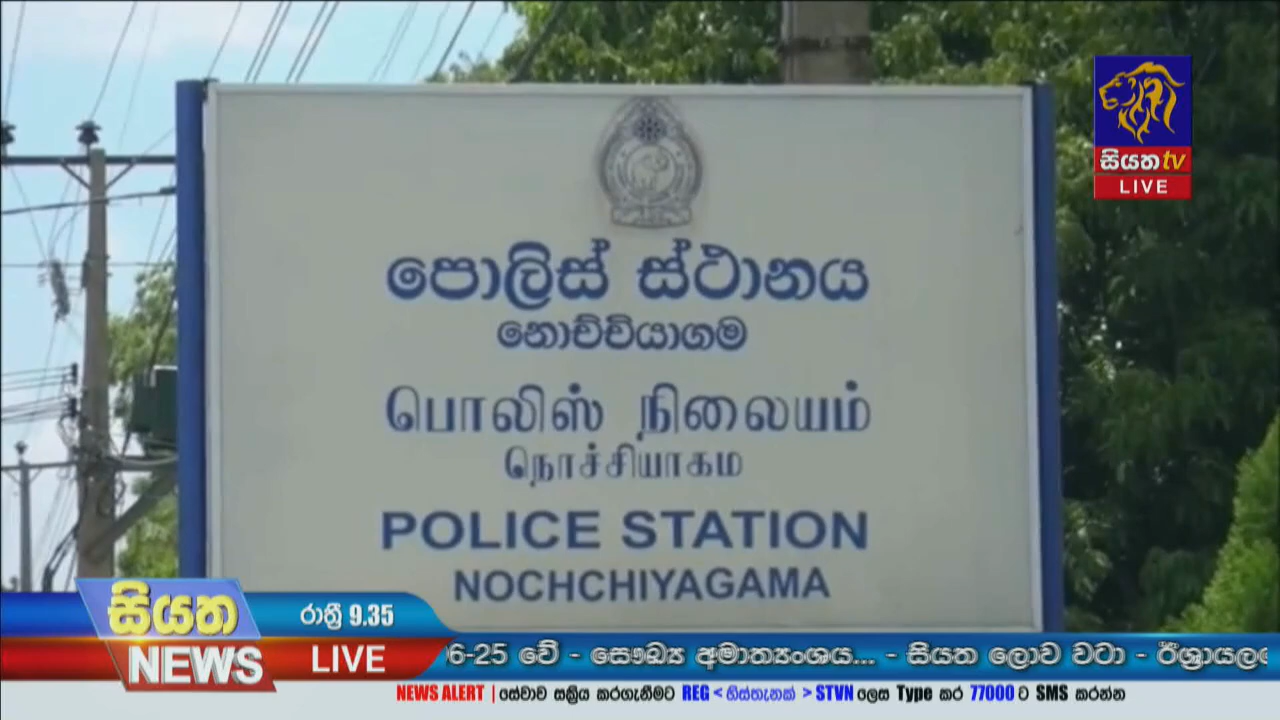 සියත tv
LIVE
පොලිස් ස්ථානය
නොච්චියාගම
பொலிஸ் நிலையம்
நொச்சியாகம
POLICE STATION
NOCHCHIYAGAMA
සියත
NEWS
රාත්‍රී 9.35
LIVE
6-25 වේ - සෞඛ්‍ය අමාත්‍යංශය... - සියත ලොව වටා -
NEWS ALERT | සේවාව සක්‍රිය කරගැනීමට REG < හිස්තැනක් > STVN ලෙස Type කර 77000 ට SMS කරන්න